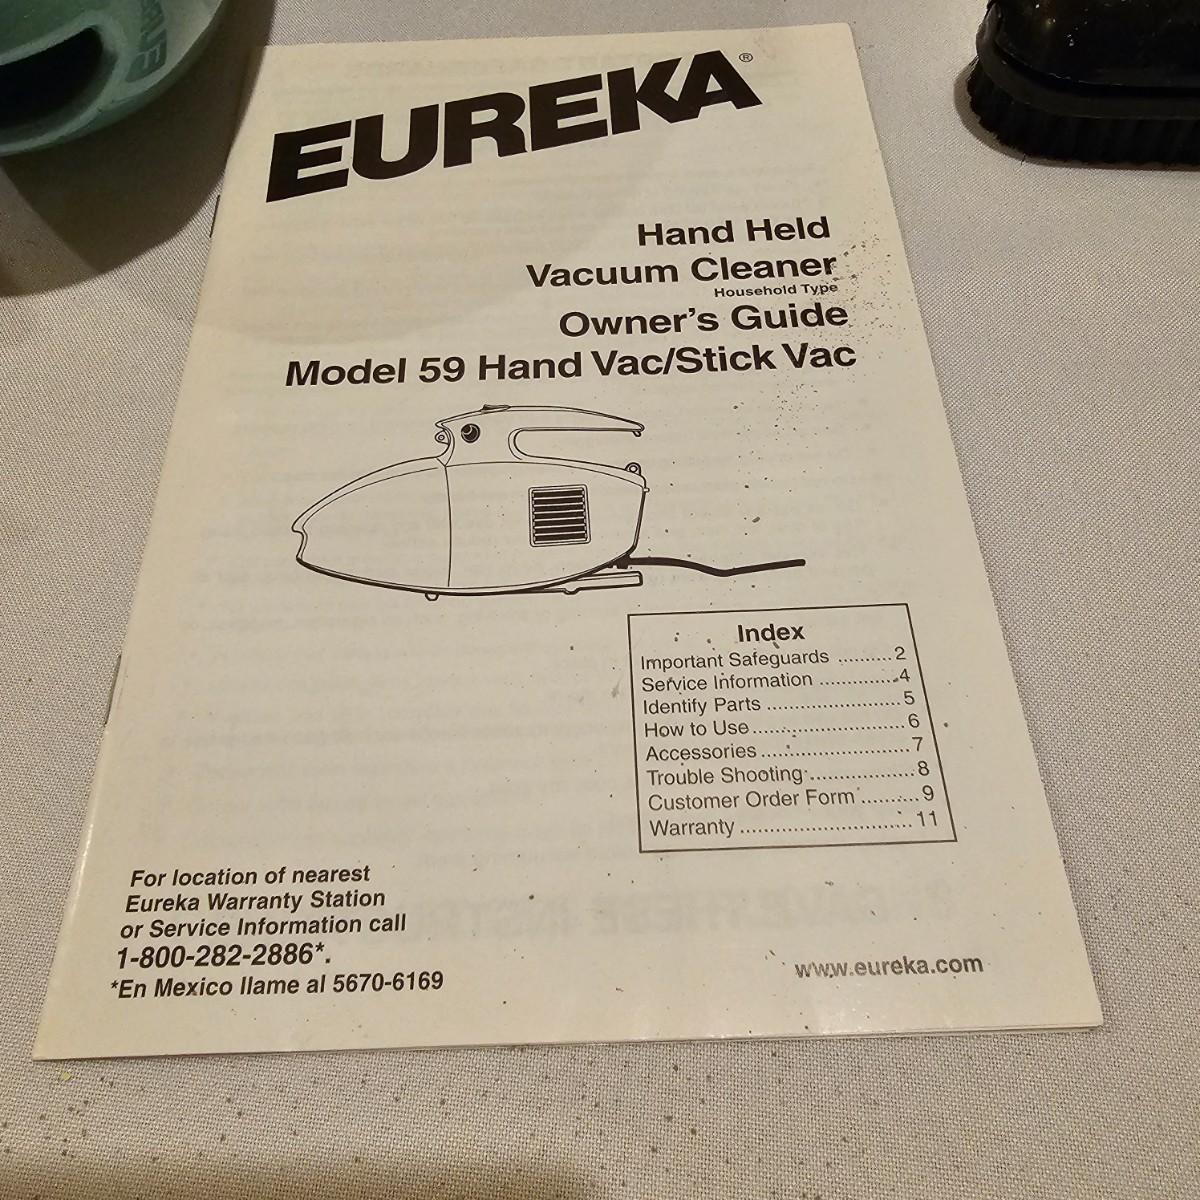 EUREKA®
Hand Held
Vacuum Cleaner
Household Type
Owner's Guide
Model 59 Hand Vac/Stick Vac
Index
Important Safeguards .........2
Service Information ..............4
Identify Parts ........................5
How to Use...........................6
Accessories..........................7
Trouble Shooting...................8
Customer Order Form ..........9
Warranty ..............................11
For location of nearest
Eureka Warranty Station
or Service Information call
1-800-282-2886*.
*En Mexico llame al 5670-6169
www.eureka.com